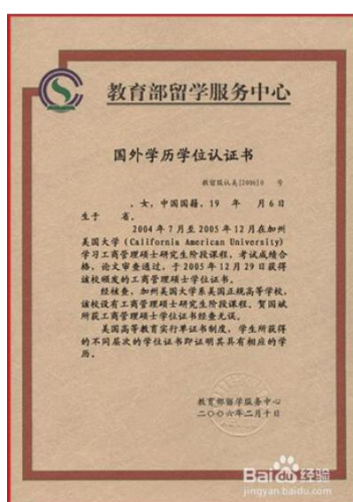 教育部留学服务中心
国外学历学位认证书
教留服认美[2006]0 号
，女，中国国籍，19 年 月6日
生于 省。
2004年7月至2005年12月在加州
美国大学 (California American University)
学习工商管理硕士研究生阶段课程，考试成绩合
格，论文审查通过，于2005年12月29日获得
该校颁发的工商管理硕士学位证书。
经核查，加州美国大学系美国正规高等学校，
该校设有工商管理硕士研究生阶段课程。贺国斌
所获工商管理硕士学位证书经查无误。
美国高等教育实行单证书制度，学生所获得
的不同层次的学位证书即证明其具有相应的学
历。
教育部留学服务中心
二〇〇六年二月十日
Baidu经验
jingyan.baidu.com